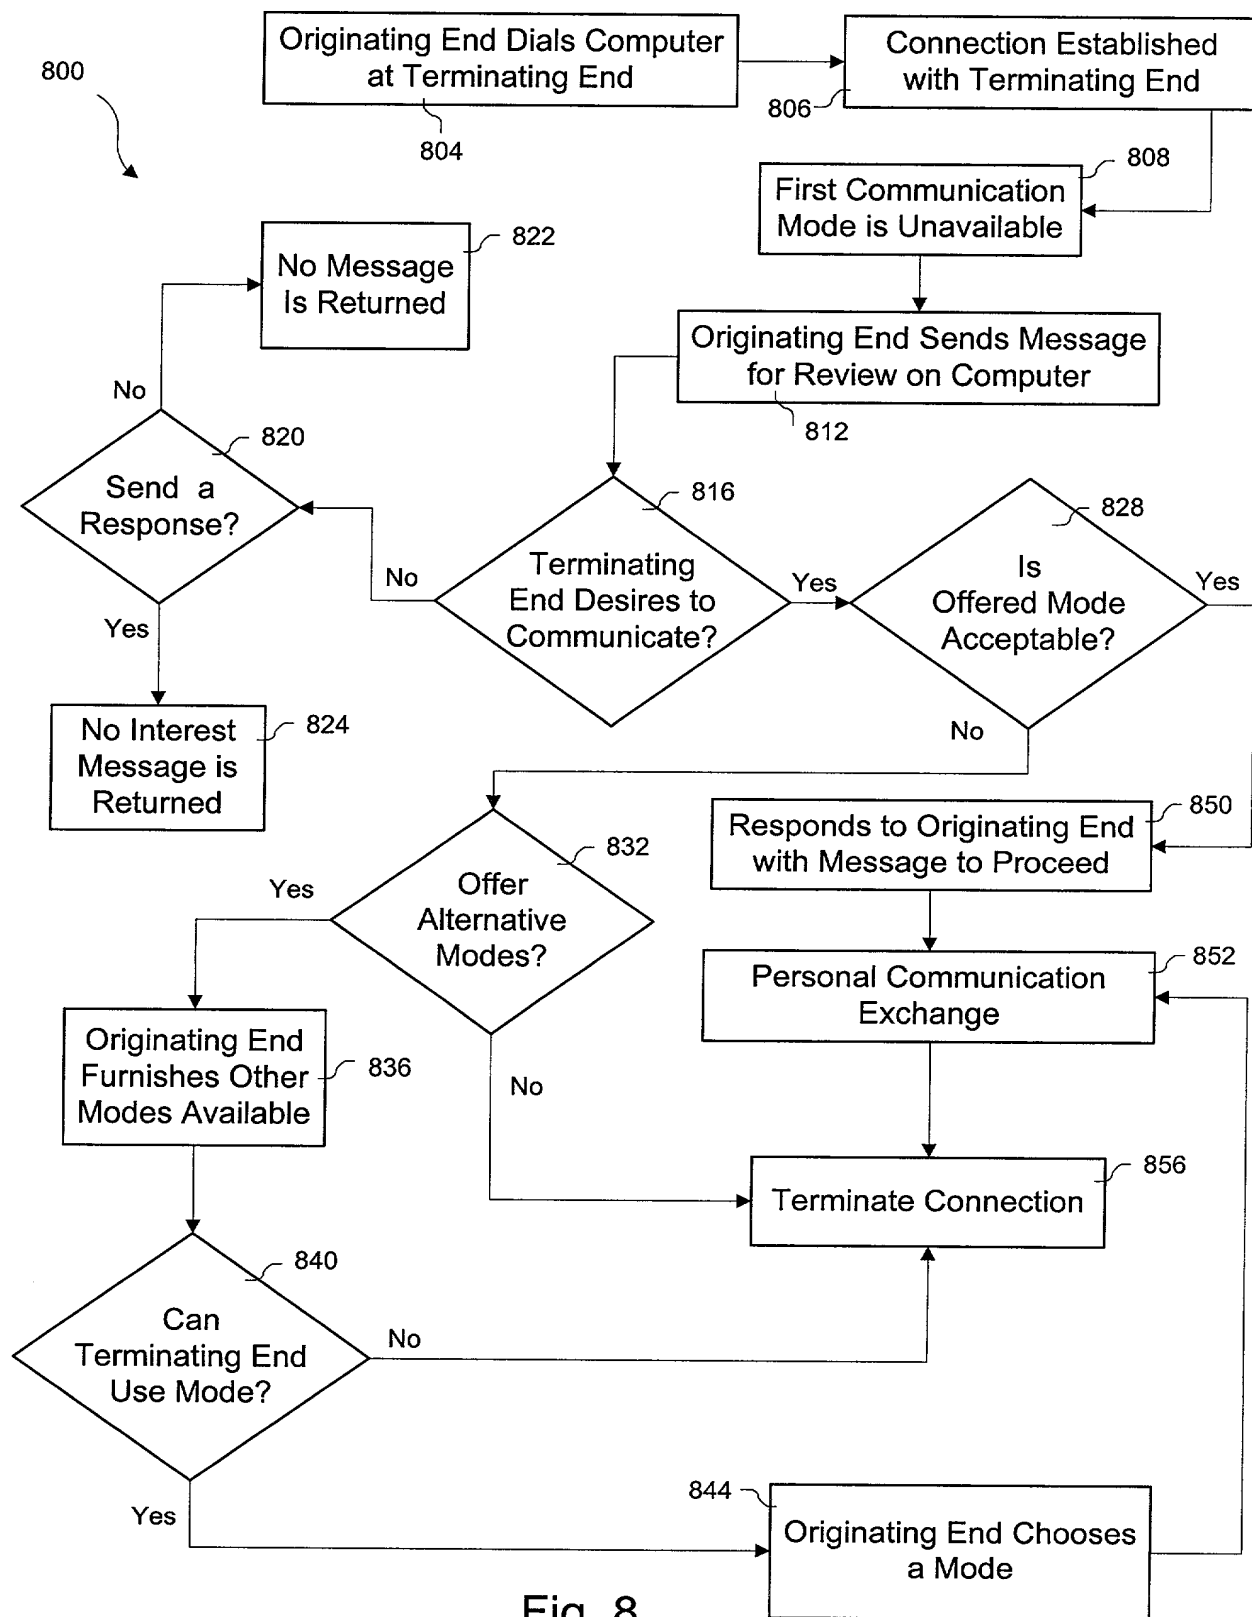 800
Originating End Dials Computer
at Terminating End
804
Connection Established
with Terminating End
806
808
First Communication
Mode is Unavailable
822
No Message
Is Returned
Originating End Sends Message
for Review on Computer
812
No
820
Send a
Response?
816
Terminating
End Desires to
Communicate?
No
Yes
828
Is
Offered Mode
Acceptable?
Yes
Yes
No
824
No Interest
Message is
Returned
832
Offer
Alternative
Modes?
Yes
No
850
Responds to Originating End
with Message to Proceed
852
Personal Communication
Exchange
Originating End
Furnishes Other
Modes Available
836
856
Terminate Connection
840
Can
Terminating End
Use Mode?
No
Yes
844
Originating End Chooses
a Mode
Fig. 8